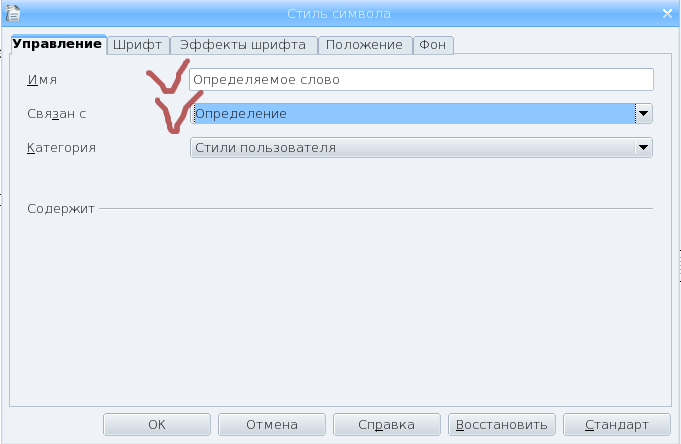 Стиль символа
Управление Шрифт Эффекты шрифта Положение Фон
Имя Определяемое слово
Связан с Определение
Категория Стили пользователя
Содержит
ОК Отмена Справка Восстановить Стандарт